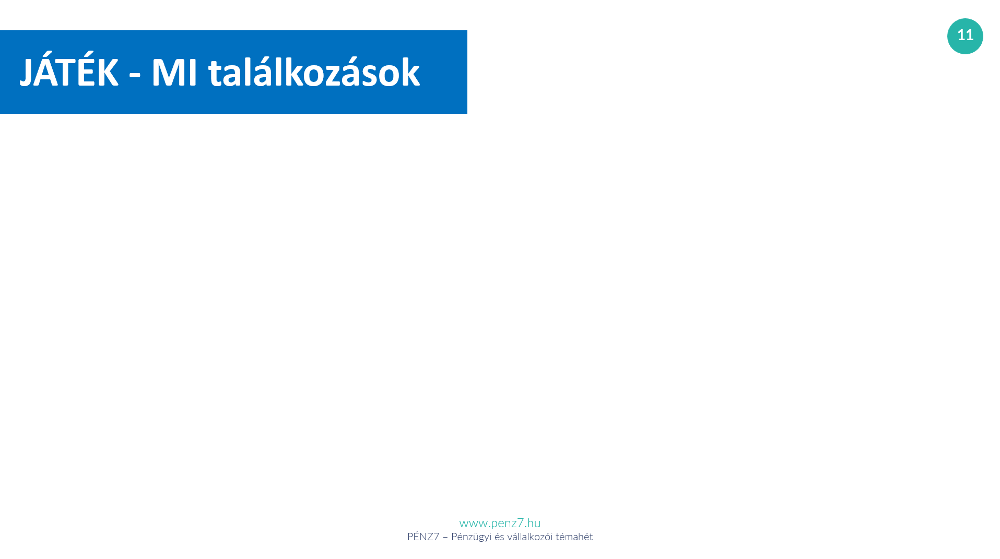 11
JÁTÉK - MI találkozások
www.penz7.hu
PÉNZ7 – Pénzügyi és vállalkozói témahét